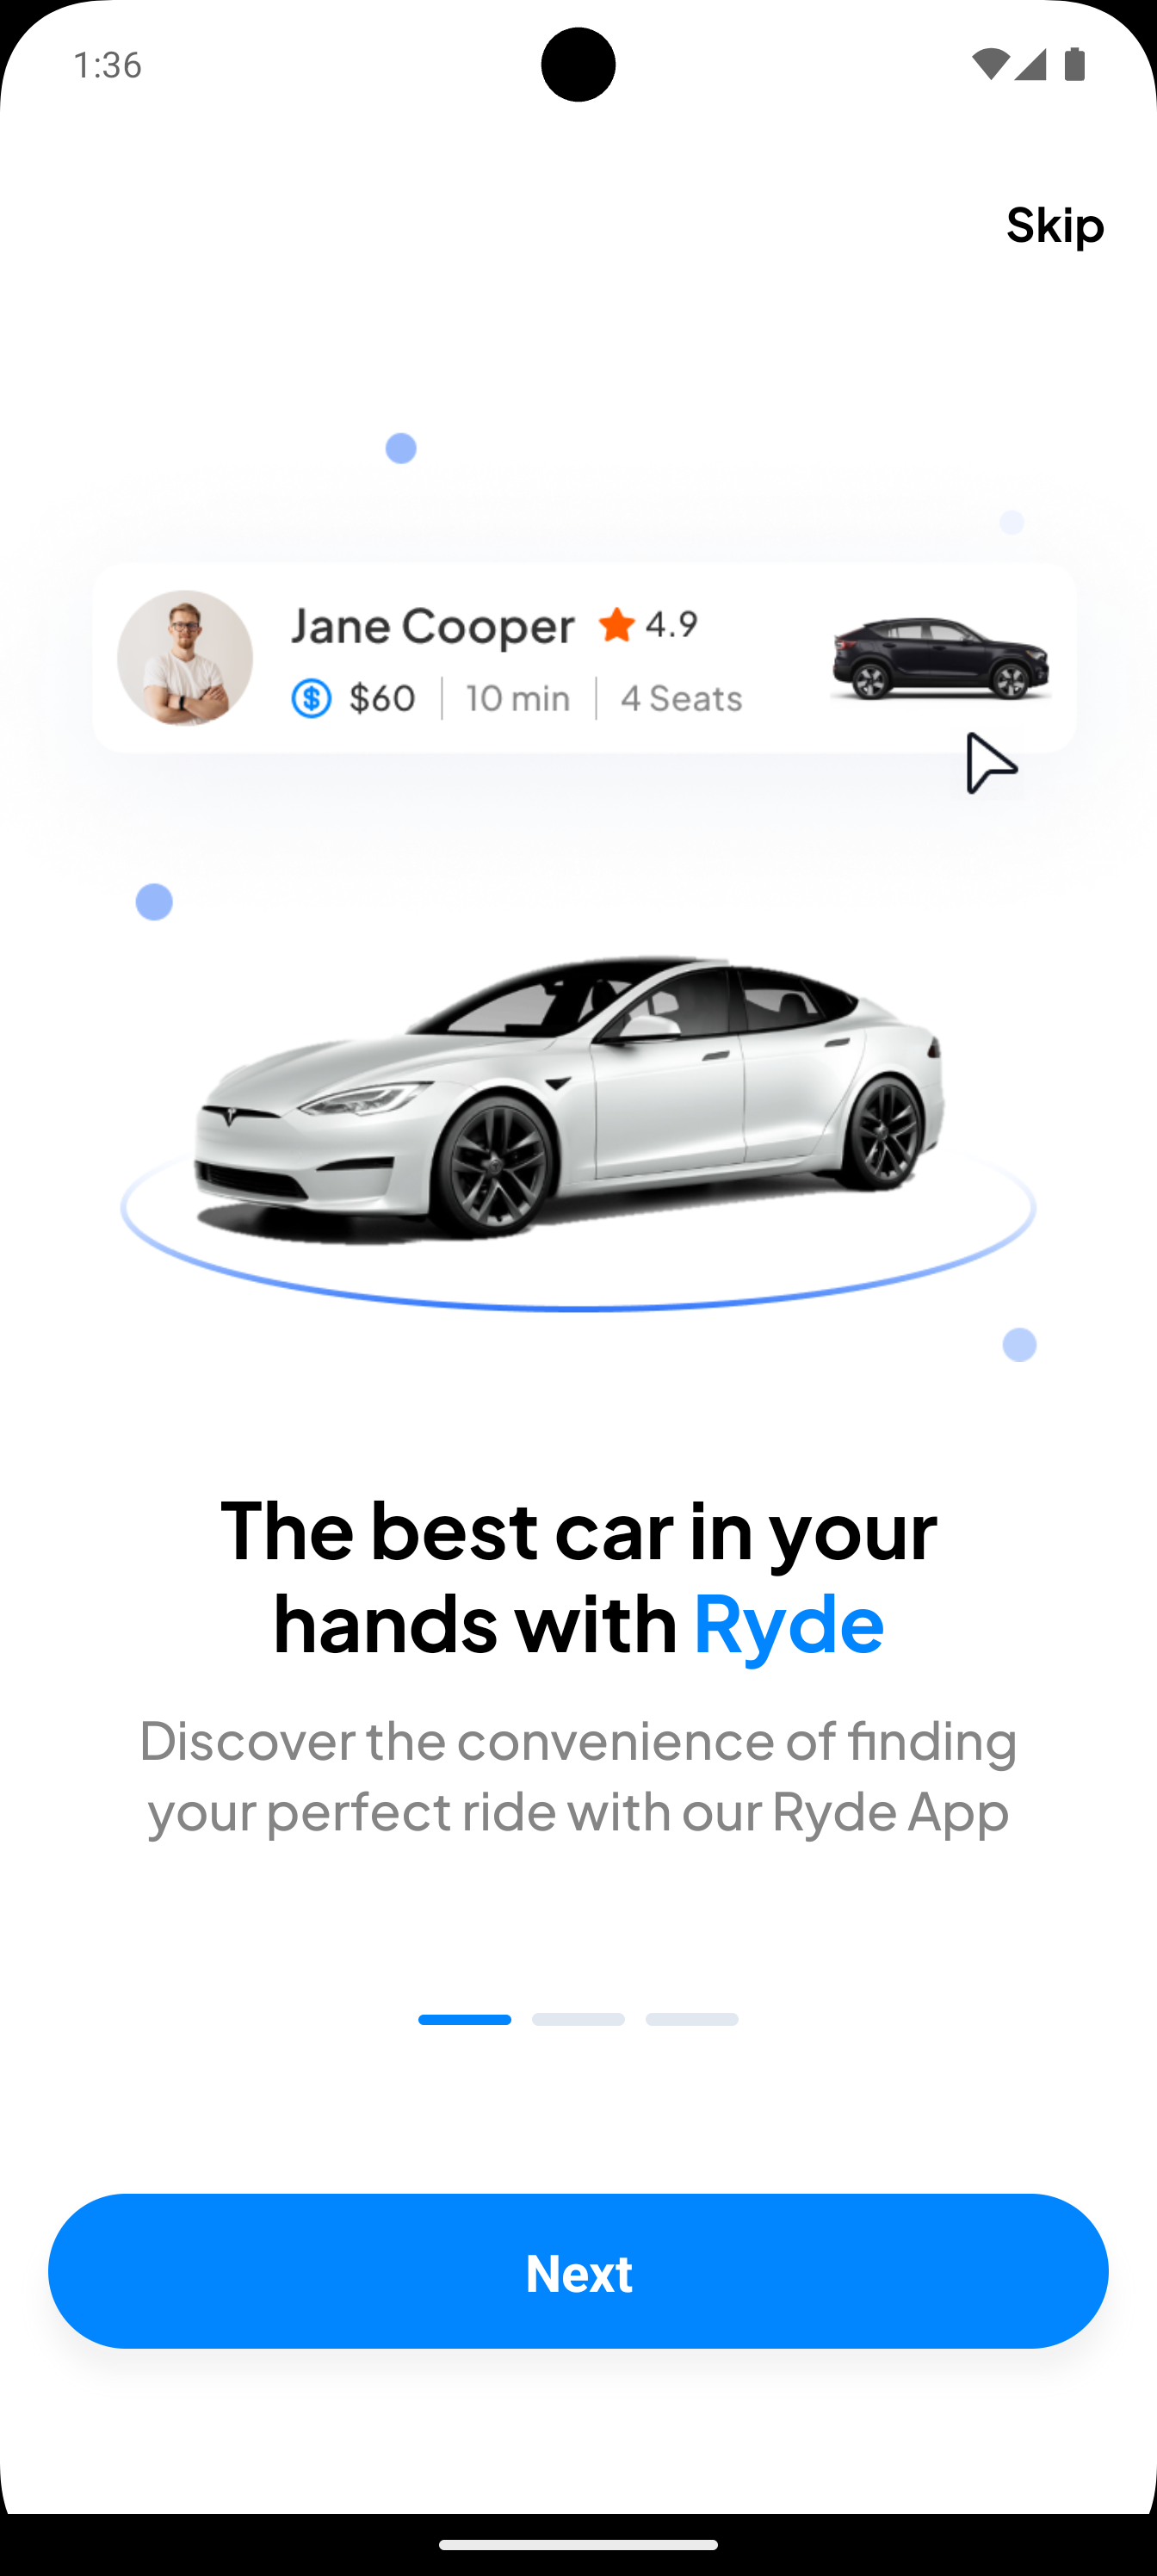 1:36
Skip
Jane Cooper 4.9
$60 10 min 4 Seats
The best car in your
hands with Ryde
Discover the convenience of finding
your perfect ride with our Ryde App
Next